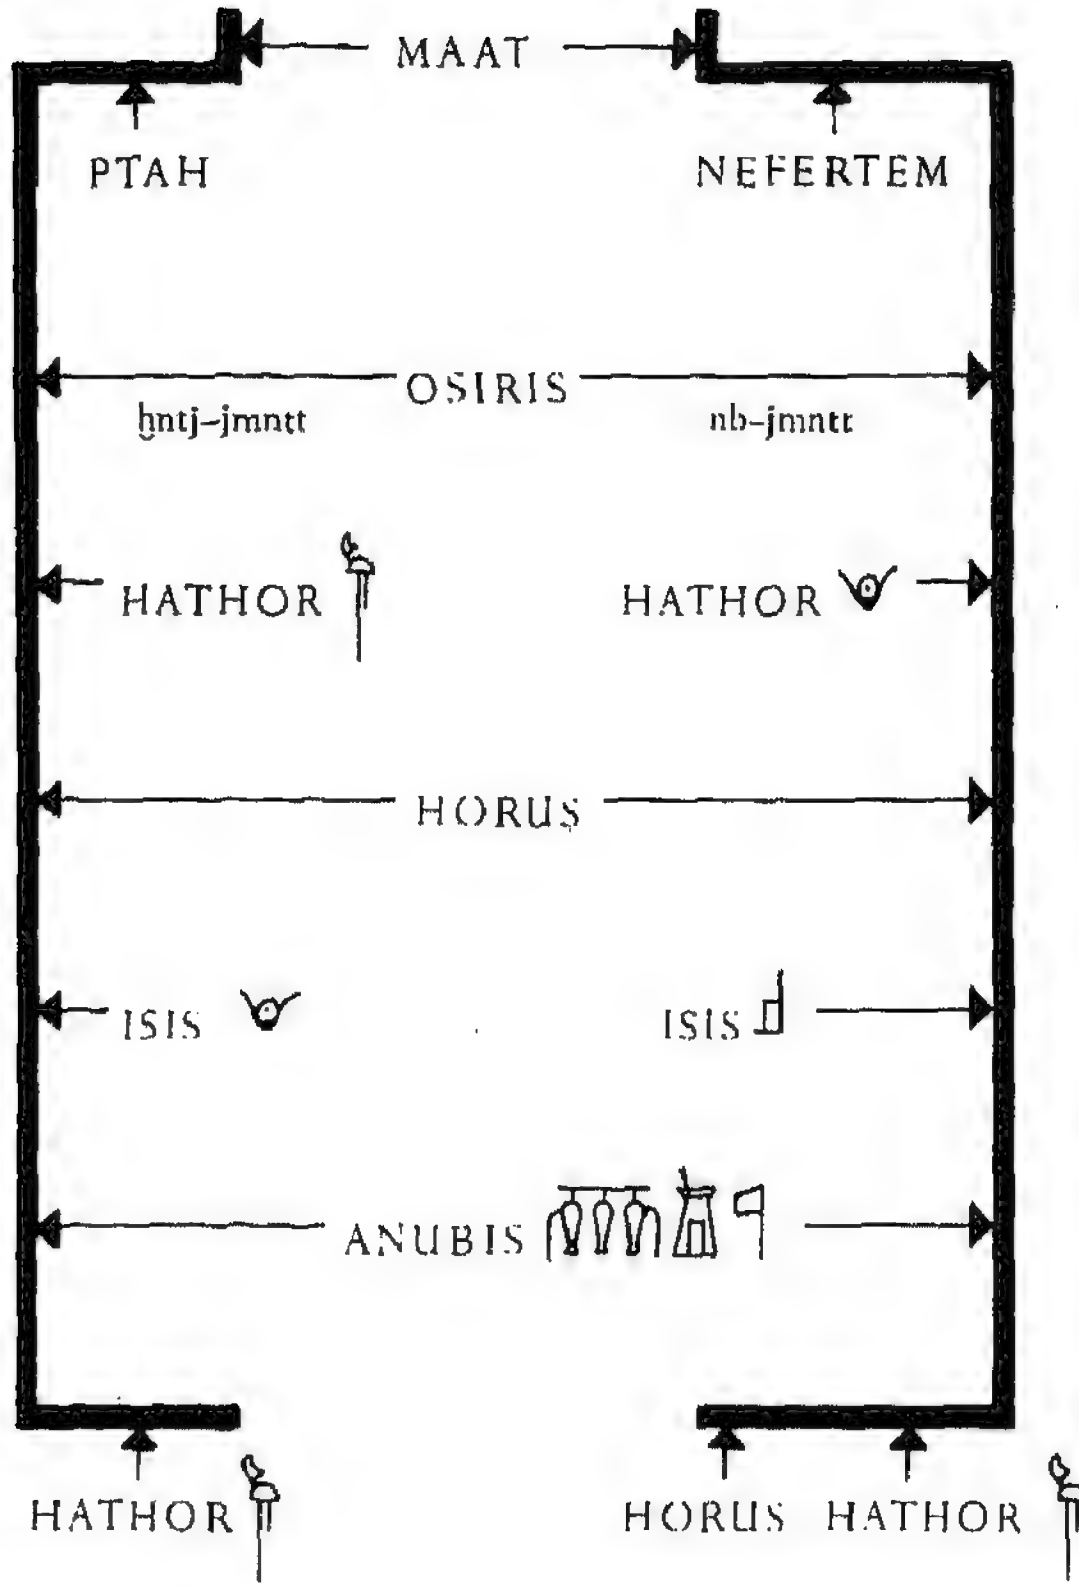 MAAT
PTAH NEFERTEM
OSIRIS
ḫntj–jmntt nb–jmntt
HATHOR 𓋀 HATHOR 𓄋
HORUS
ISIS 𓄋 ISIS 𓊨
ANUBIS 𓏃 𓉱 𓊹
HATHOR 𓋀 HORUS HATHOR 𓋀